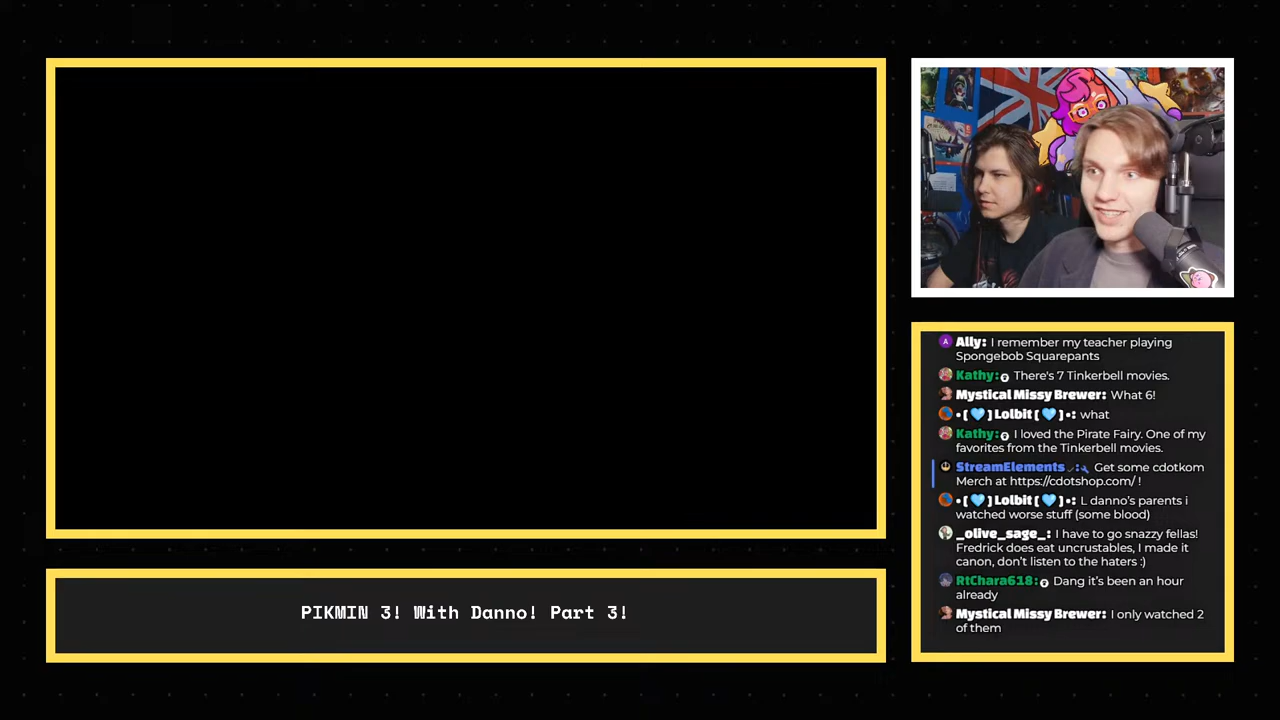 Ally: I remember my teacher playing
Spongebob Squarepants
Kathy: There's 7 Tinkerbell movies.
Mystical Missy Brewer: What 6!
• [ 🩵 ] Lolbit [ 🩵 ] •: what
Kathy: I loved the Pirate Fairy. One of my
favorites from the Tinkerbell movies.
StreamElements: Get some cdotkom
Merch at https://cdotshop.com/ !
• [ 🩵 ] Lolbit [ 🩵 ] •: L danno's parents i
watched worse stuff (some blood)
_olive_sage_: I have to go snazzy fellas!
Fredrick does eat uncrustables, I made it
canon, don't listen to the haters :)
RtChara618: Dang it's been an hour
already
Mystical Missy Brewer: I only watched 2
of them
PIKMIN 3! With Danno! Part 3!